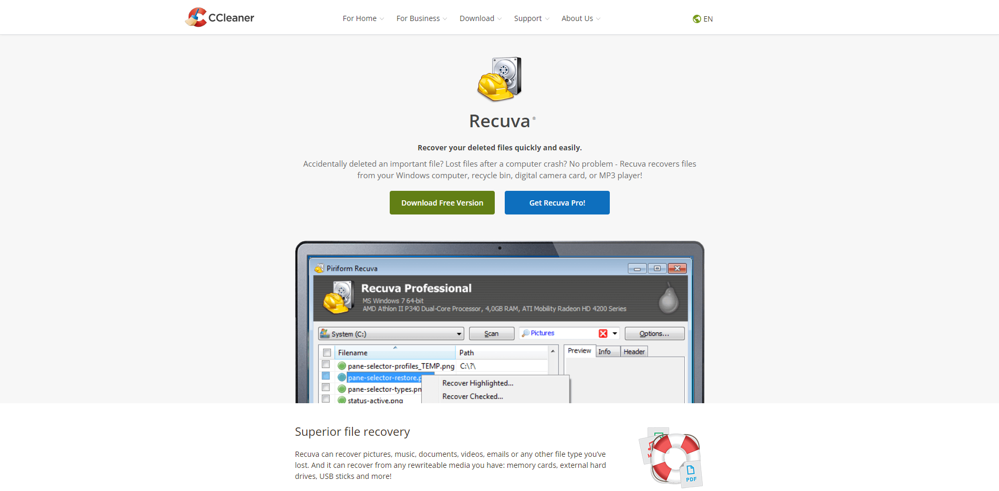 CCleaner
For Home
For Business
Download
Support
About Us
EN
Recuva®
Recover your deleted files quickly and easily.
Accidentally deleted an important file? Lost files after a computer crash? No problem - Recuva recovers files
from your Windows computer, recycle bin, digital camera card, or MP3 player!
Download Free Version
Get Recuva Pro!
Piriform Recuva
Recuva Professional
MS Windows 7 64-bit
AMD Athlon II P340 Dual-Core Processor, 4,0GB RAM, ATI Mobility Radeon HD 4200 Series
System (C:)
Scan
Pictures
Options...
Filename
Path
Preview
Info
Header
pane-selector-profiles_TEMP.png
C:\?\
pane-selector-restore.p
pane-selector-types.pn
status-active.png
Recover Highlighted...
Recover Checked...
Superior file recovery
Recuva can recover pictures, music, documents, videos, emails or any other file type you’ve
lost. And it can recover from any rewriteable media you have: memory cards, external hard
drives, USB sticks and more!
PDF